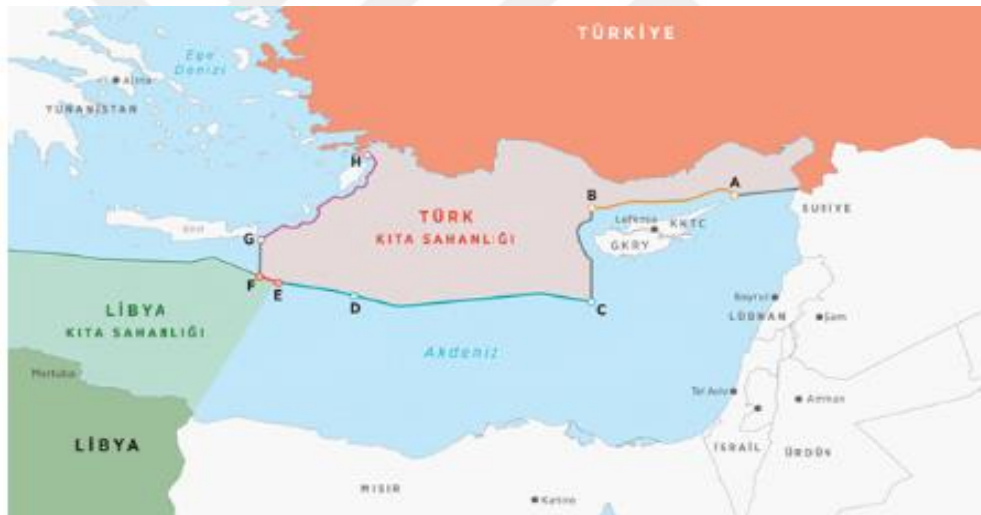 TÜRKİYE
Ege
Denizi
Atina
YUNANİSTAN
H
B
A
SURİYE
Lefkoşa
KKTC
GKRY
TÜRK
KITA SAHANLIĞI
Girit
G
F
E
D
C
LİBYA
KITA SAHANLIĞI
Beyrut
LÜBNAN
Şam
Akdeniz
Tel Aviv
Amman
LİBYA
İSRAİL
ÜRDÜN
MISIR
Kahire